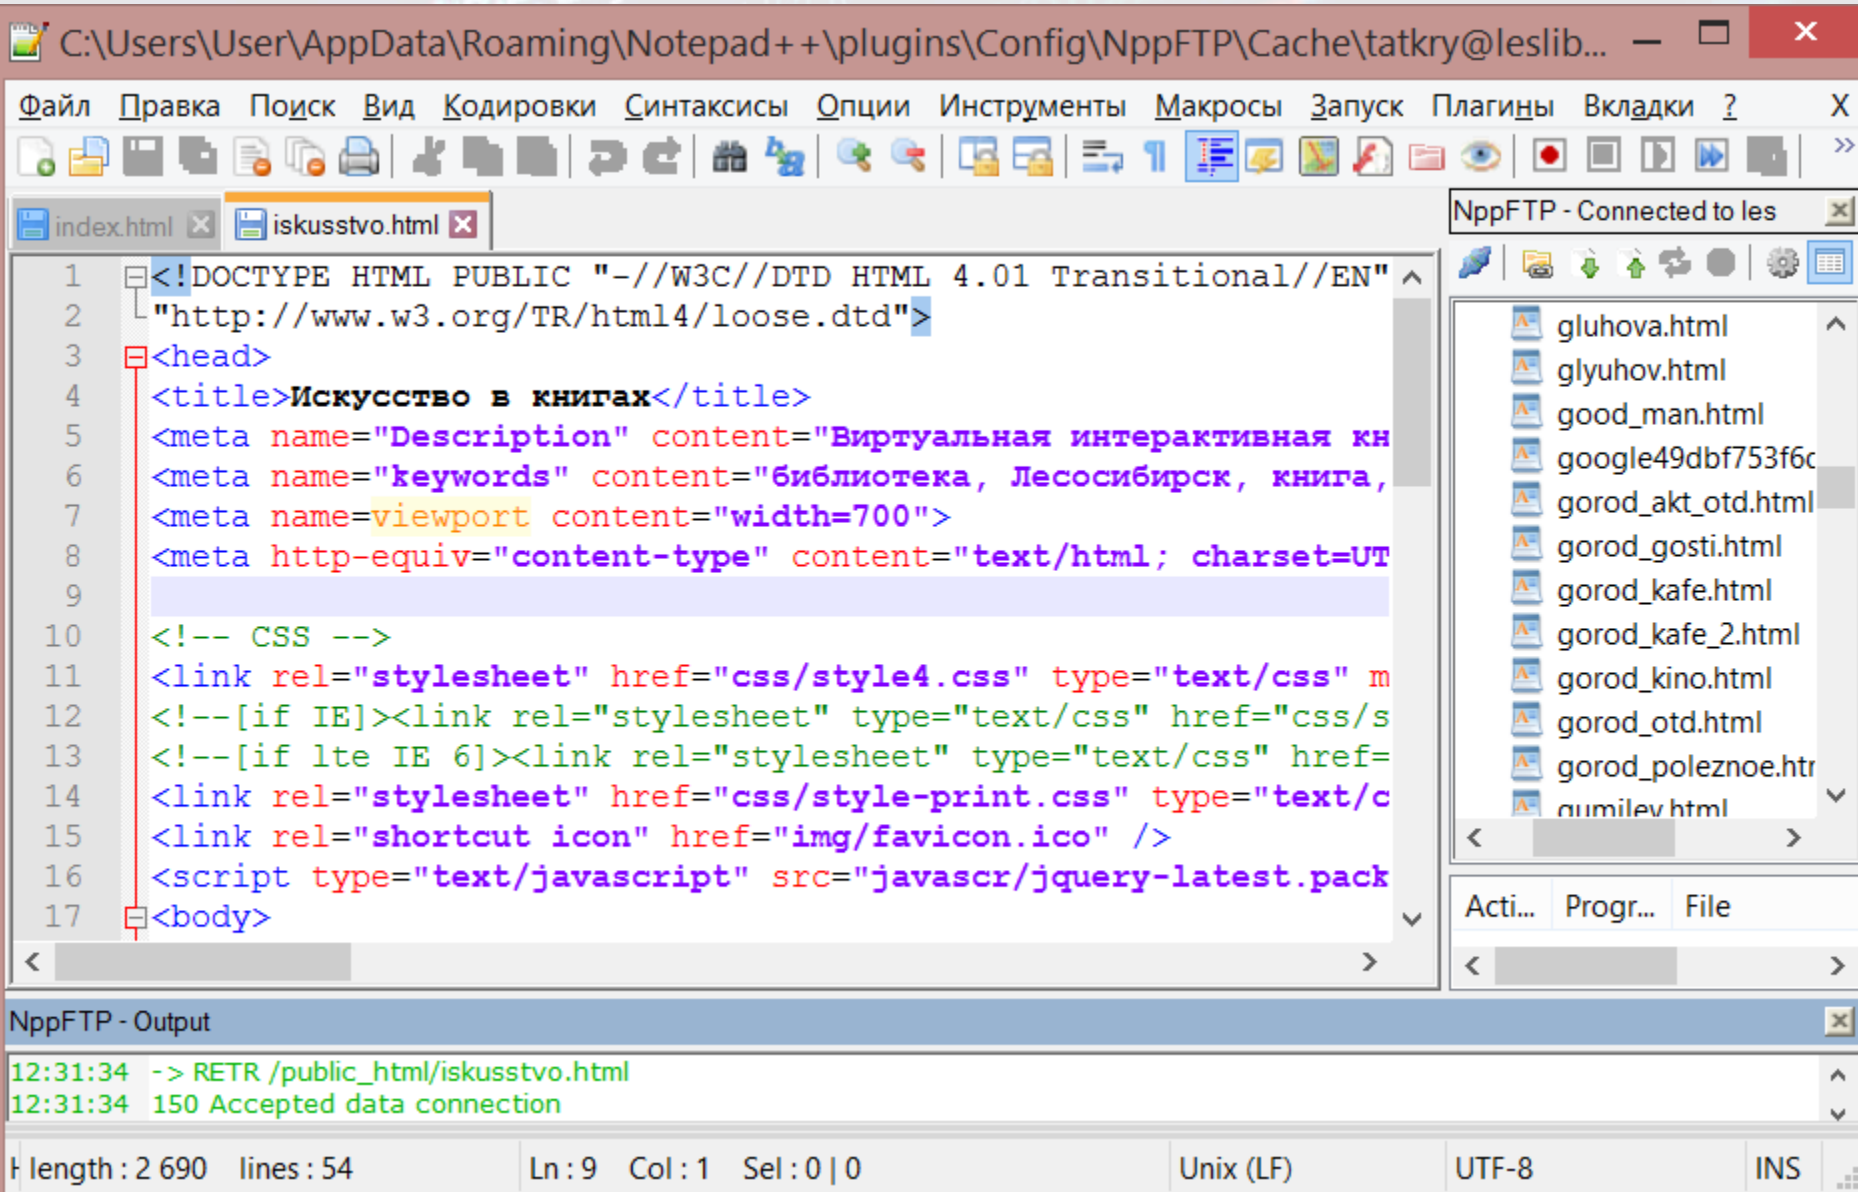 C:\Users\User\AppData\Roaming\Notepad++\plugins\Config\NppFTP\Cache\tatkry@leslib...
Файл Правка Поиск Вид Кодировки Синтаксисы Опции Инструменты Макросы Запуск Плагины Вкладки ? X
index.html iskusstvo.html
1 <!DOCTYPE HTML PUBLIC "-//W3C//DTD HTML 4.01 Transitional//EN"
2 "http://www.w3.org/TR/html4/loose.dtd">
3 <head>
4 <title>Искусство в книгах</title>
5 <meta name="Description" content="Виртуальная интерактивная кн
6 <meta name="keywords" content="библиотека, Лесосибирск, книга,
7 <meta name=viewport content="width=700">
8 <meta http-equiv="content-type" content="text/html; charset=UT
9
10 <!-- CSS -->
11 <link rel="stylesheet" href="css/style4.css" type="text/css" m
12 <!--[if IE]><link rel="stylesheet" type="text/css" href="css/s
13 <!--[if lte IE 6]><link rel="stylesheet" type="text/css" href=
14 <link rel="stylesheet" href="css/style-print.css" type="text/c
15 <link rel="shortcut icon" href="img/favicon.ico" />
16 <script type="text/javascript" src="javascr/jquery-latest.pack
17 <body>
NppFTP - Connected to les
gluhova.html
glyuhov.html
good_man.html
google49dbf753f6c
gorod_akt_otd.html
gorod_gosti.html
gorod_kafe.html
gorod_kafe_2.html
gorod_kino.html
gorod_otd.html
gorod_poleznoe.htr
gumilev.html
Acti... Progr... File
NppFTP - Output
12:31:34 -> RETR /public_html/iskusstvo.html
12:31:34 150 Accepted data connection
length : 2 690 lines : 54 Ln : 9 Col : 1 Sel : 0 | 0 Unix (LF) UTF-8 INS